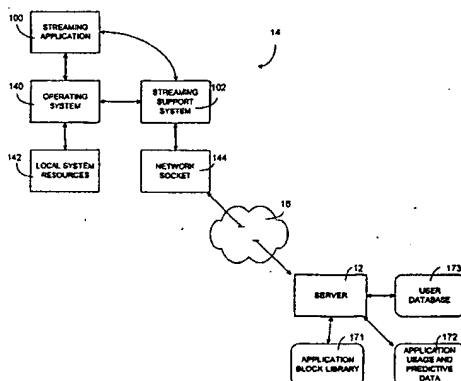 100
STREAMING
APPLICATION
14
140
OPERATING
SYSTEM
STREAMING
SUPPORT
SYSTEM
102
142
LOCAL SYSTEM
RESOURCES
NETWORK
SOCKET
144
16
12
173
SERVER
USER
DATABASE
171
172
APPLICATION
BLOCK LIBRARY
APPLICATION
USAGE AND
PREDICTIVE DATA